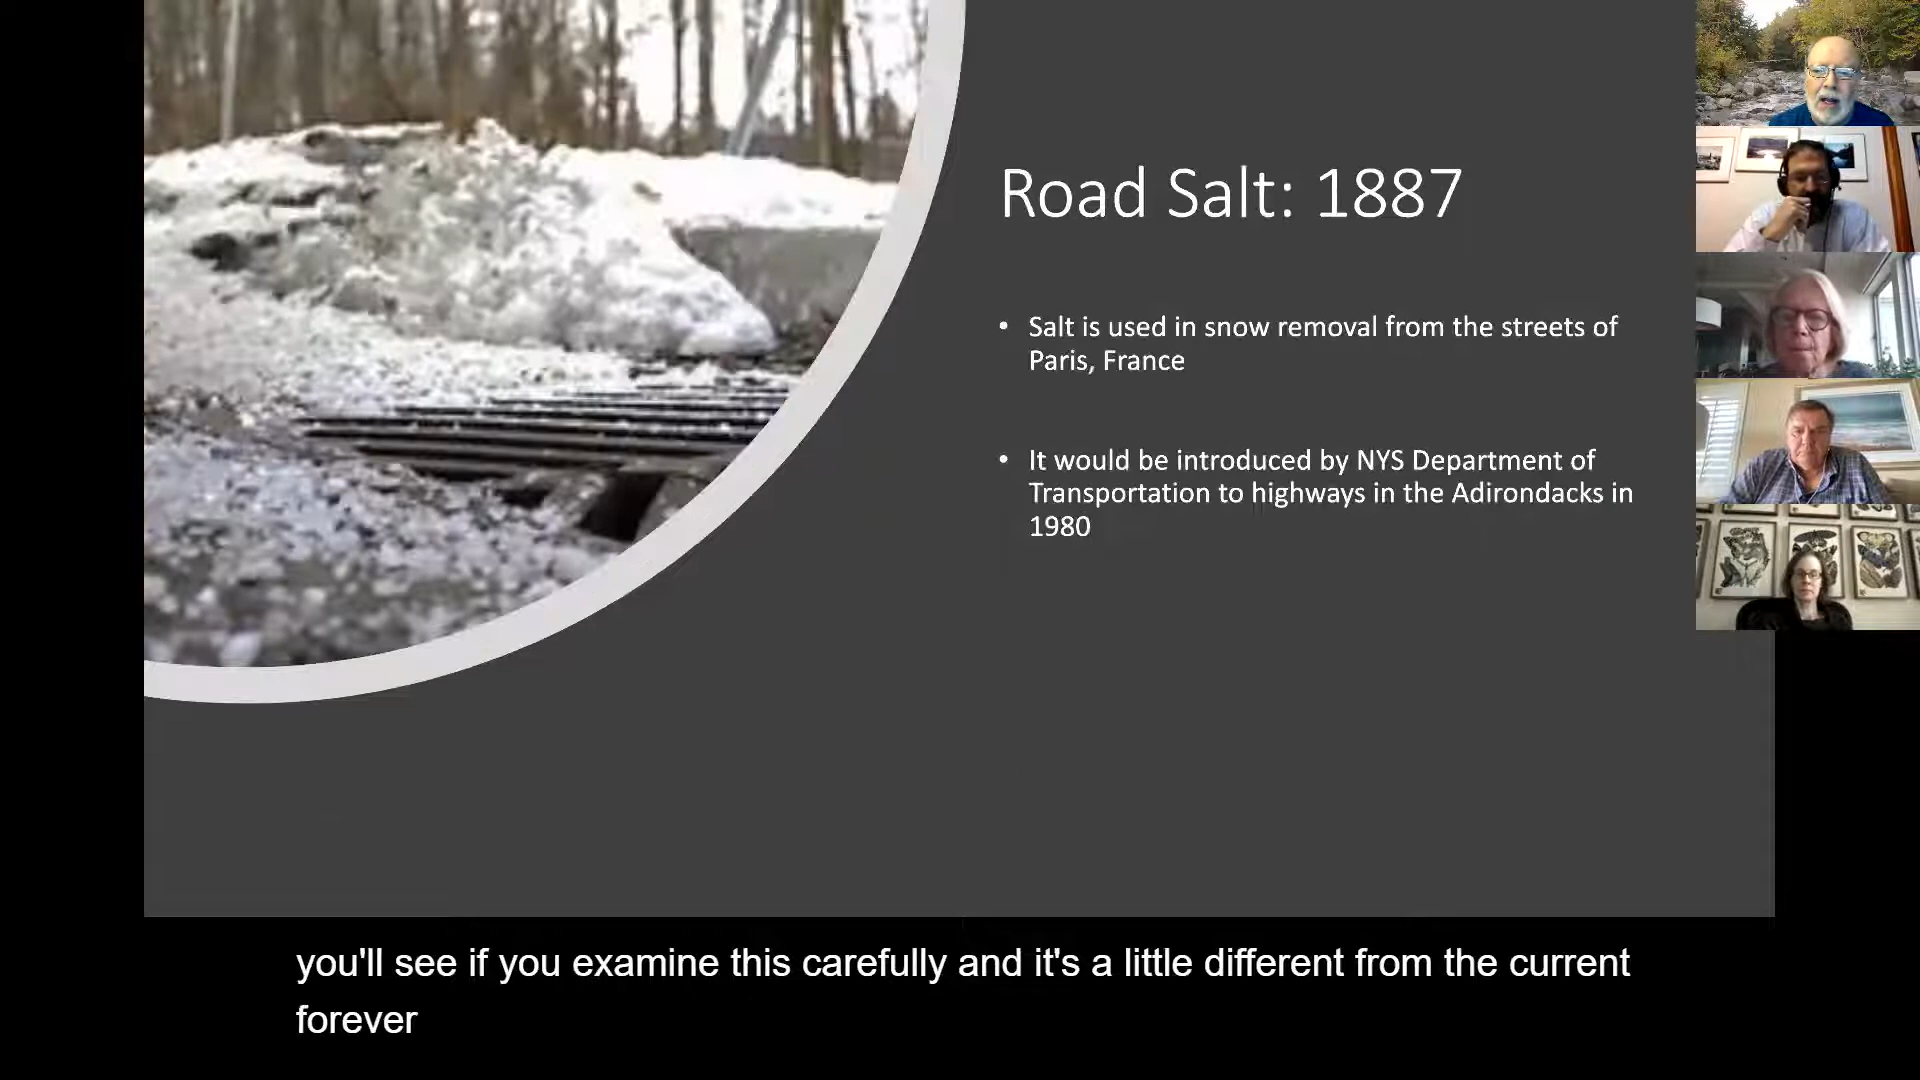 Road Salt: 1887
• Salt is used in snow removal from the streets of
Paris, France
• It would be introduced by NYS Department of
Transportation to highways in the Adirondacks in
1980
you'll see if you examine this carefully and it's a little different from the current
forever